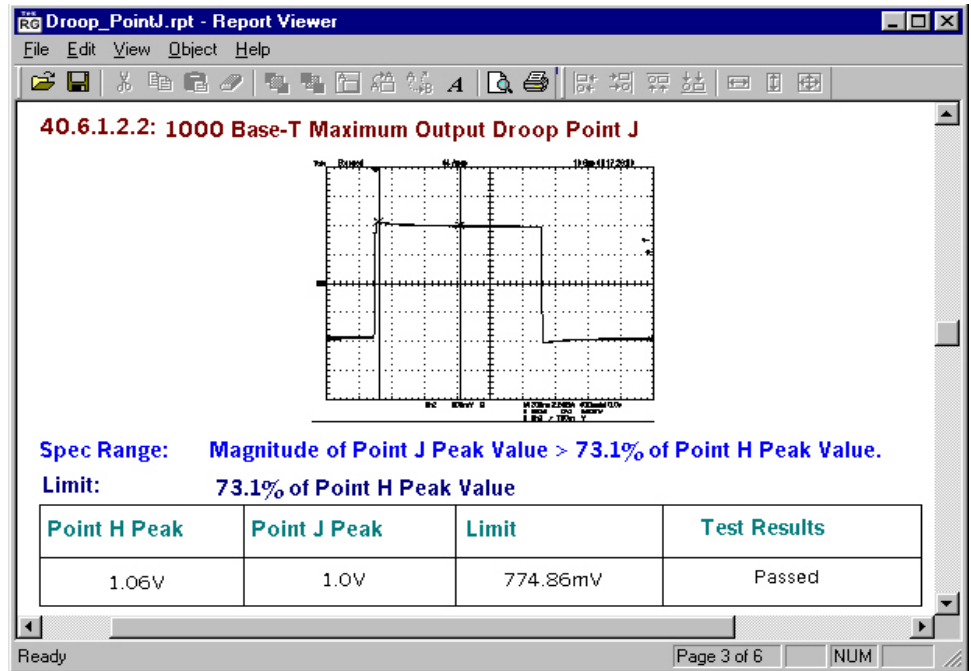 Droop_PointJ.rpt - Report Viewer
File Edit View Object Help
40.6.1.2.2: 1000 Base-T Maximum Output Droop Point J
Spec Range: Magnitude of Point J Peak Value > 73.1% of Point H Peak Value.
Limit: 73.1% of Point H Peak Value
Point H Peak Point J Peak Limit Test Results
1.06V 1.0V 774.86mV Passed
Ready Page 3 of 6 NUM